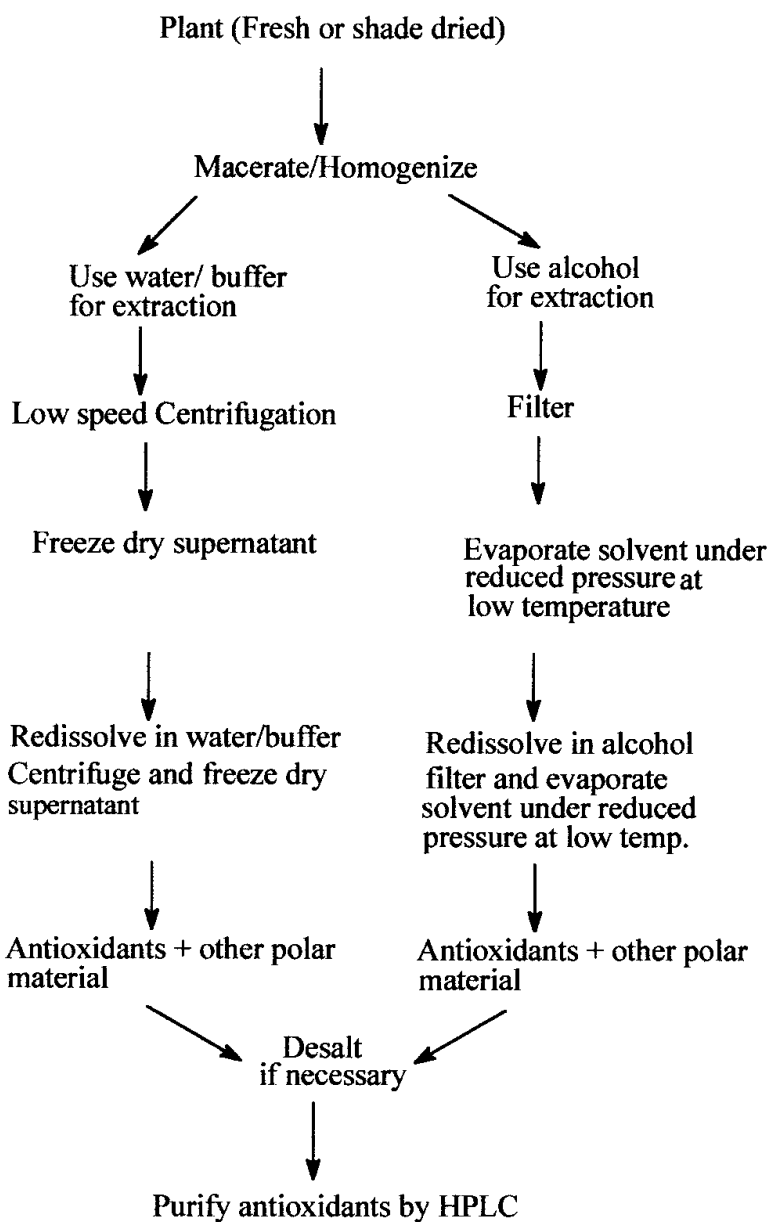 Plant (Fresh or shade dried)
Macerate/Homogenize
Use water/ buffer
for extraction
Use alcohol
for extraction
Low speed Centrifugation
Filter
Freeze dry supernatant
Evaporate solvent under
reduced pressure at
low temperature
Redissolve in water/buffer
Centrifuge and freeze dry
supernatant
Redissolve in alcohol
filter and evaporate
solvent under reduced
pressure at low temp.
Antioxidants + other polar
material
Antioxidants + other polar
material
Desalt
if necessary
Purify antioxidants by HPLC